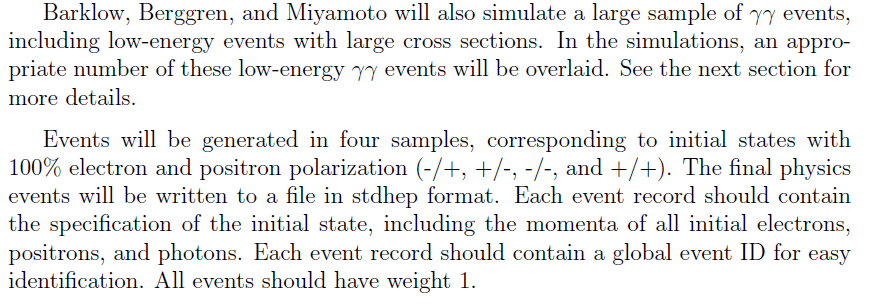 Barklow, Berggren, and Miyamoto will also simulate a large sample of γγ events,
including low-energy events with large cross sections. In the simulations, an appro-
priate number of these low-energy γγ events will be overlaid. See the next section for
more details.
Events will be generated in four samples, corresponding to initial states with
100% electron and positron polarization (-/+, +/-, -/-, and +/+). The final physics
events will be written to a file in stdhep format. Each event record should contain
the specification of the initial state, including the momenta of all initial electrons,
positrons, and photons. Each event record should contain a global event ID for easy
identification. All events should have weight 1.